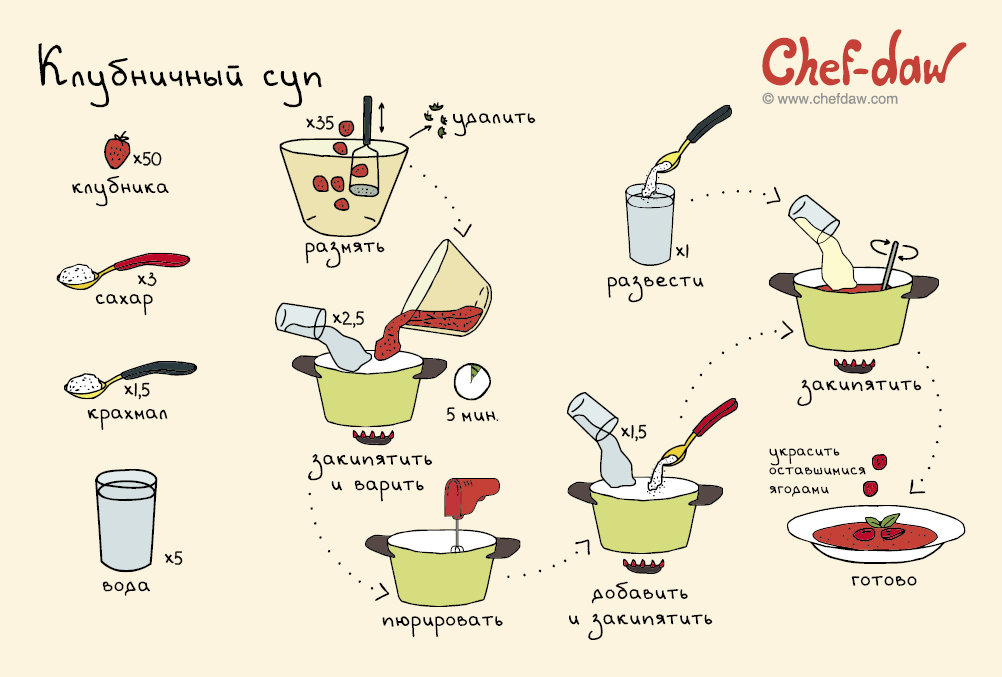 Клубничный суп
Chef-daw
© www.chefdaw.com
x50
клубника
x3
сахар
x1,5
крахмал
x5
вода
x35
удалить
размять
x2,5
5 мин.
закипятить
и варить
пюрировать
x1,5
добавить
и закипятить
x1
развести
закипятить
украсить
оставшимися
ягодами
готово